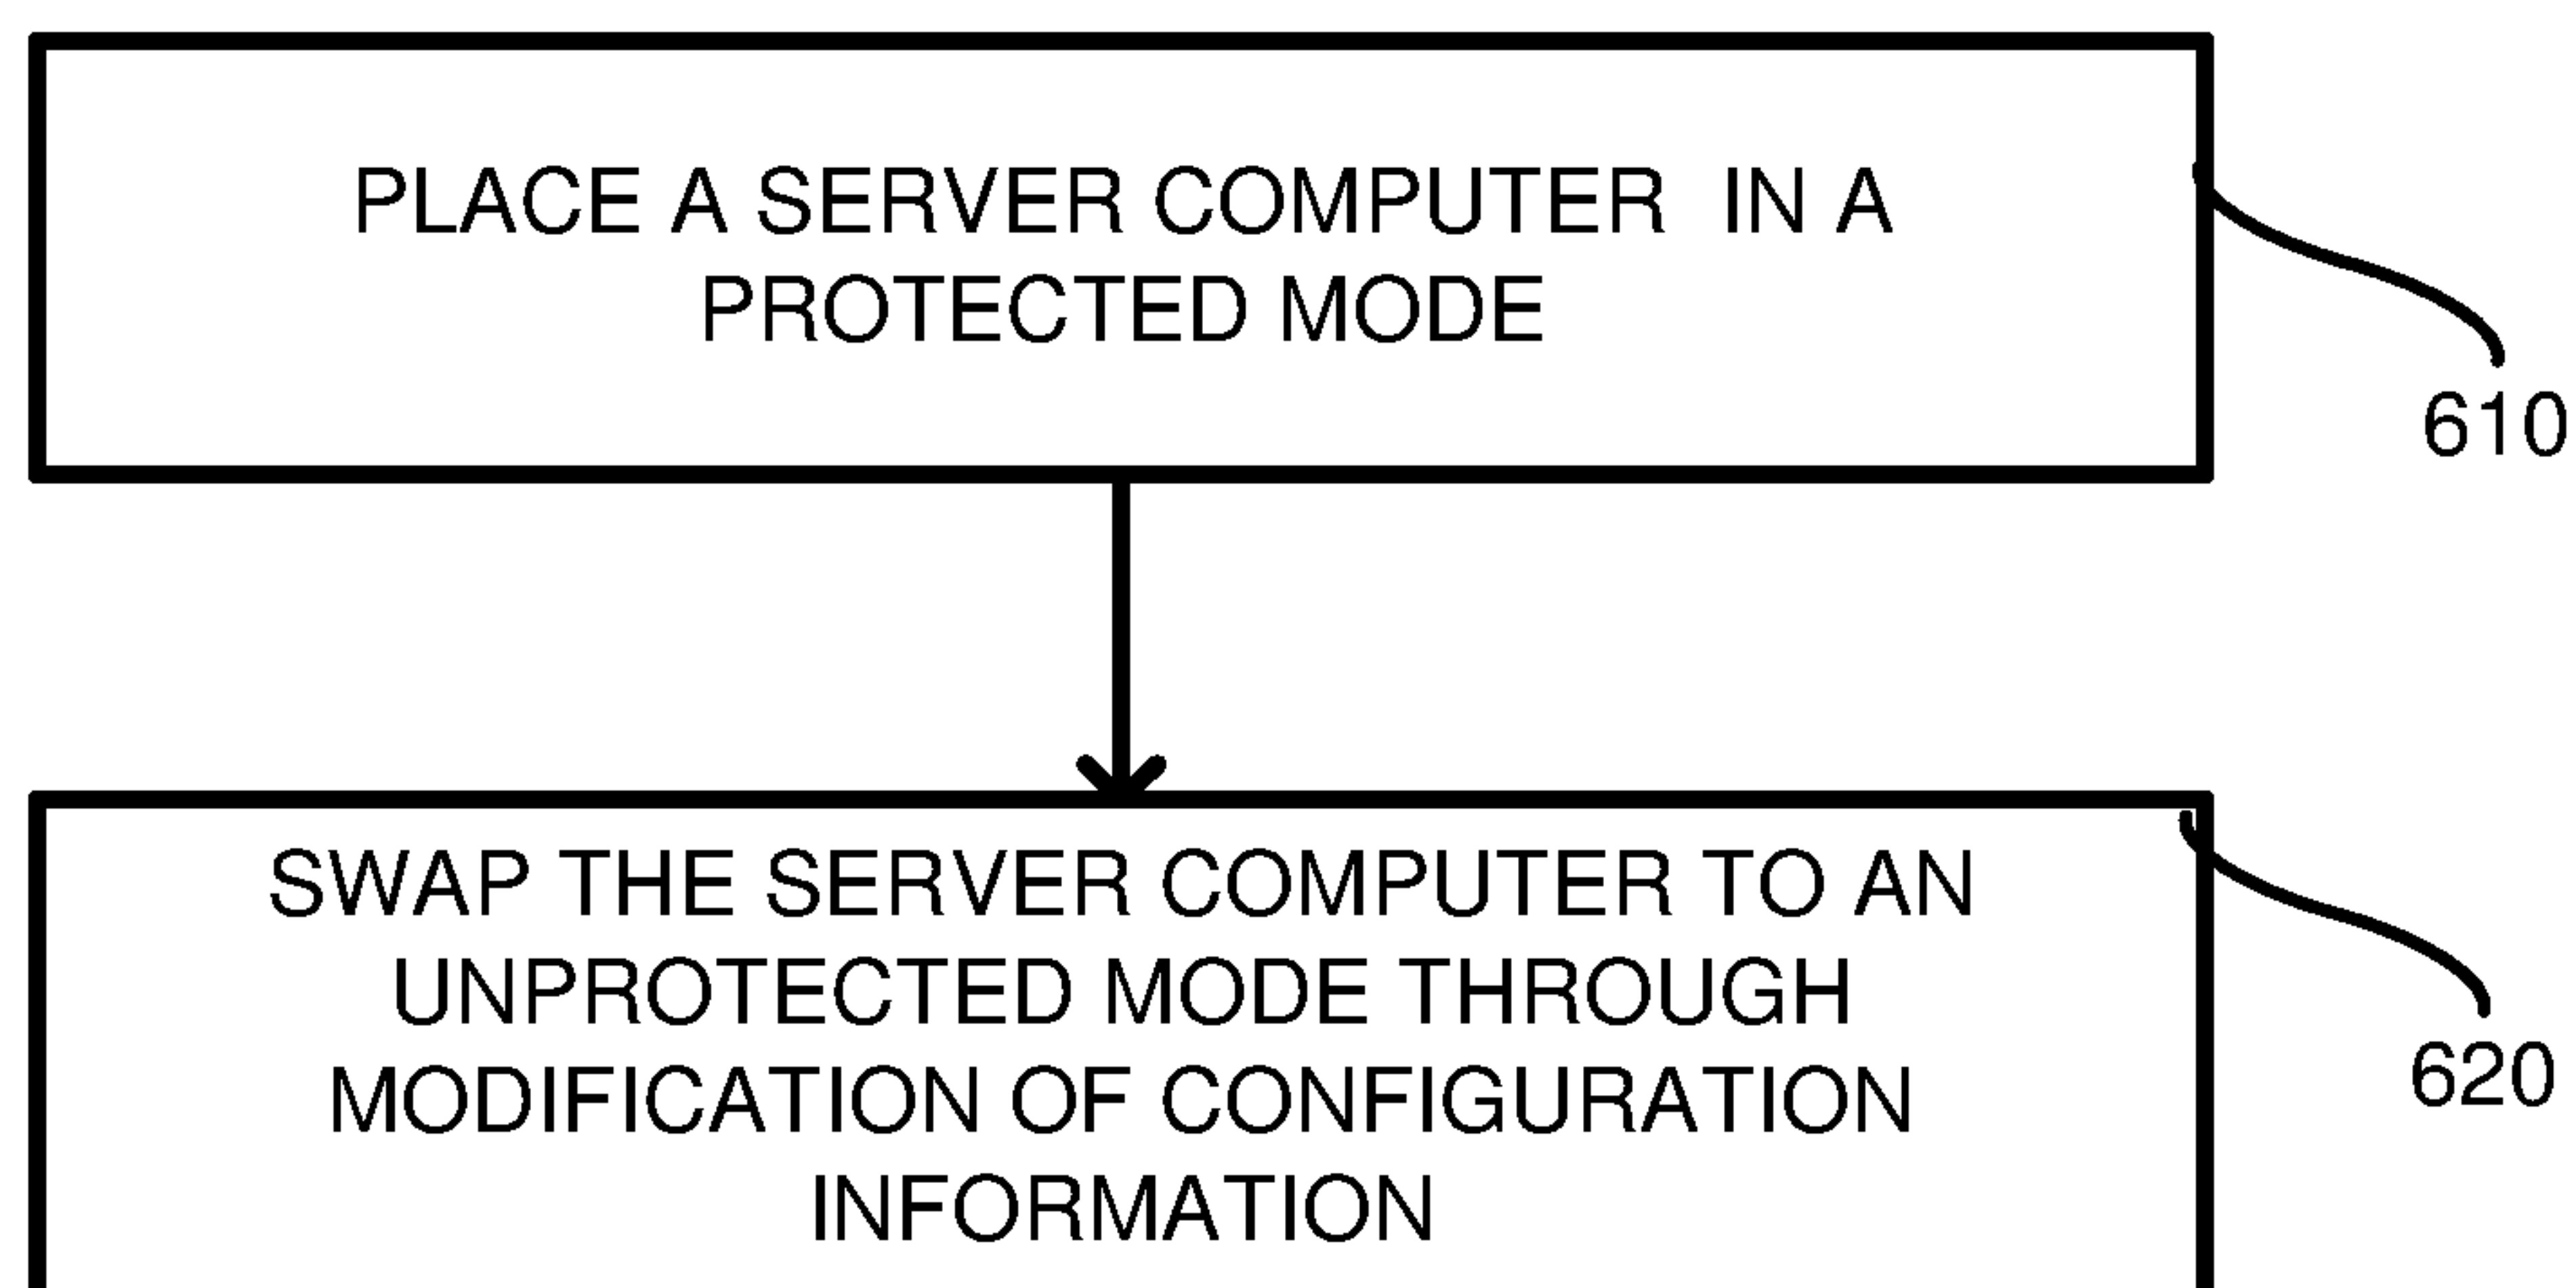 PLACE A SERVER COMPUTER IN A
PROTECTED MODE
610
SWAP THE SERVER COMPUTER TO AN
UNPROTECTED MODE THROUGH
MODIFICATION OF CONFIGURATION
INFORMATION
620